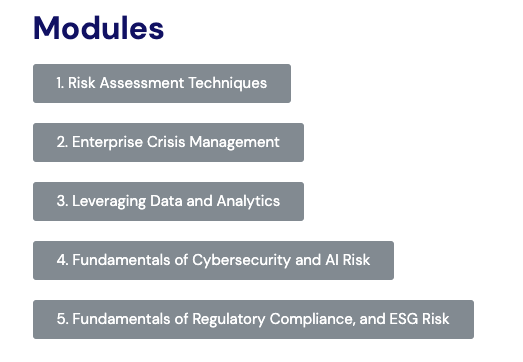 Modules
1. Risk Assessment Techniques
2. Enterprise Crisis Management
3. Leveraging Data and Analytics
4. Fundamentals of Cybersecurity and AI Risk
5. Fundamentals of Regulatory Compliance, and ESG Risk